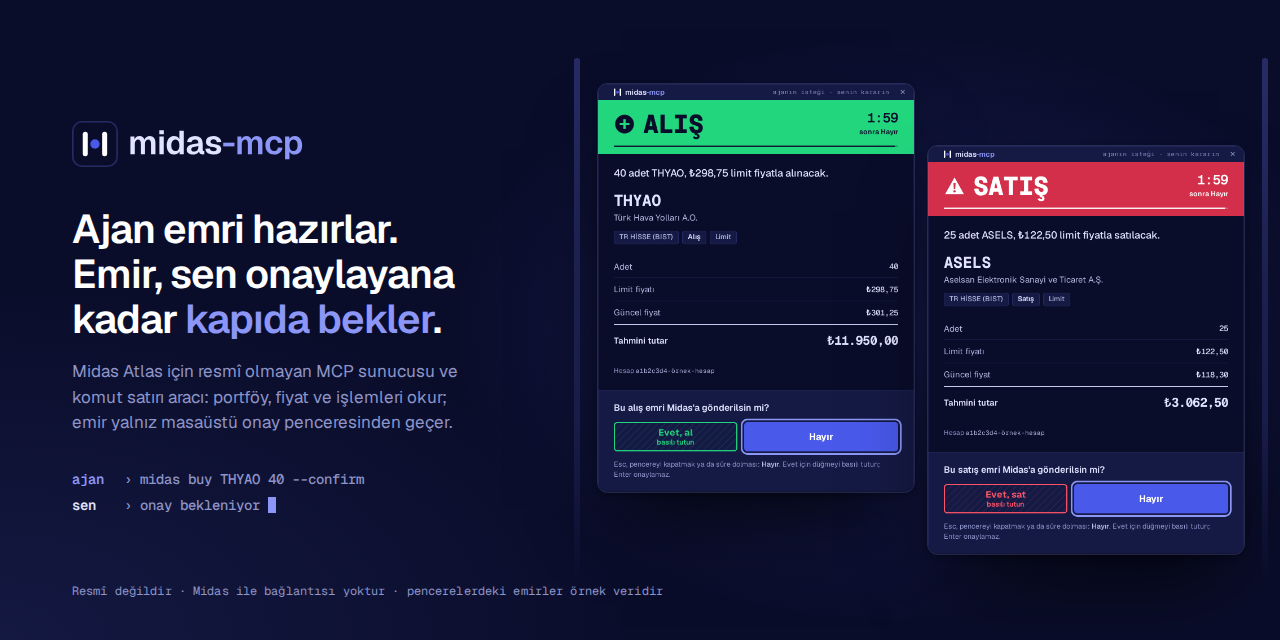 midas-mcp
Ajan emri hazırlar.
Emir, sen onaylayana
kadar kapıda bekler.
Midas Atlas için resmî olmayan MCP sunucusu ve
komut satırı aracı: portföy, fiyat ve işlemleri okur;
emir yalnız masaüstü onay penceresinden geçer.
ajan › midas buy THYAO 40 --confirm
sen › onay bekleniyor
Resmî değildir · Midas ile bağlantısı yoktur · pencerelerdeki emirler örnek veridir
midas-mcp ajanın isteği · senin kararın ×
ALIŞ 1:59
sonra Hayır
40 adet THYAO, ₺298,75 limit fiyatla alınacak.
THYAO
Türk Hava Yolları A.O.
TR HİSSE (BIST) Alış Limit
Adet 40
Limit fiyatı ₺298,75
Güncel fiyat ₺301,25
Tahmini tutar ₺11.950,00
Hesap a1b2c3d4-örnek-hesap
Bu alış emri Midas'a gönderilsin mi?
Evet, al
basılı tutun
Hayır
Esc, pencereyi kapatmak ya da süre dolması: Hayır. Evet için düğmeyi basılı tutun;
Enter onaylamaz.
midas-mcp ajanın isteği · senin kararın ×
SATIŞ 1:59
sonra Hayır
25 adet ASELS, ₺122,50 limit fiyatla satılacak.
ASELS
Aselsan Elektronik Sanayi ve Ticaret A.Ş.
TR HİSSE (BIST) Satış Limit
Adet 25
Limit fiyatı ₺122,50
Güncel fiyat ₺118,30
Tahmini tutar ₺3.062,50
Hesap a1b2c3d4-örnek-hesap
Bu satış emri Midas'a gönderilsin mi?
Evet, sat
basılı tutun
Hayır
Esc, pencereyi kapatmak ya da süre dolması: Hayır. Evet için düğmeyi basılı tutun;
Enter onaylamaz.